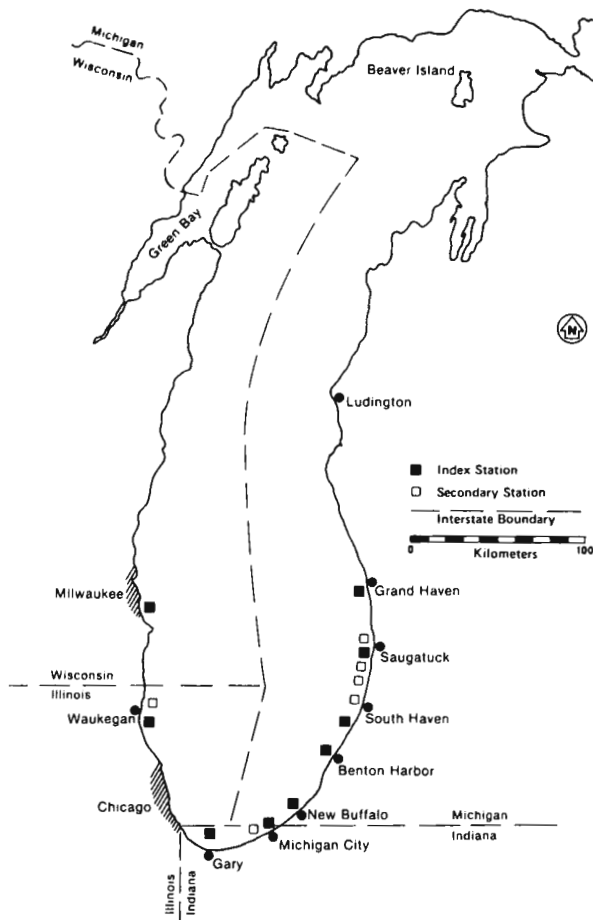 Michigan
Wisconsin
Beaver Island
Green Bay
N
Ludington
Index Station
Secondary Station
Interstate Boundary
0 100
Kilometers
Milwaukee
Grand Haven
Saugatuck
Wisconsin
Illinois
Waukegan
South Haven
Benton Harbor
Chicago
New Buffalo
Michigan
Indiana
Michigan City
Gary
Illinois
Indiana